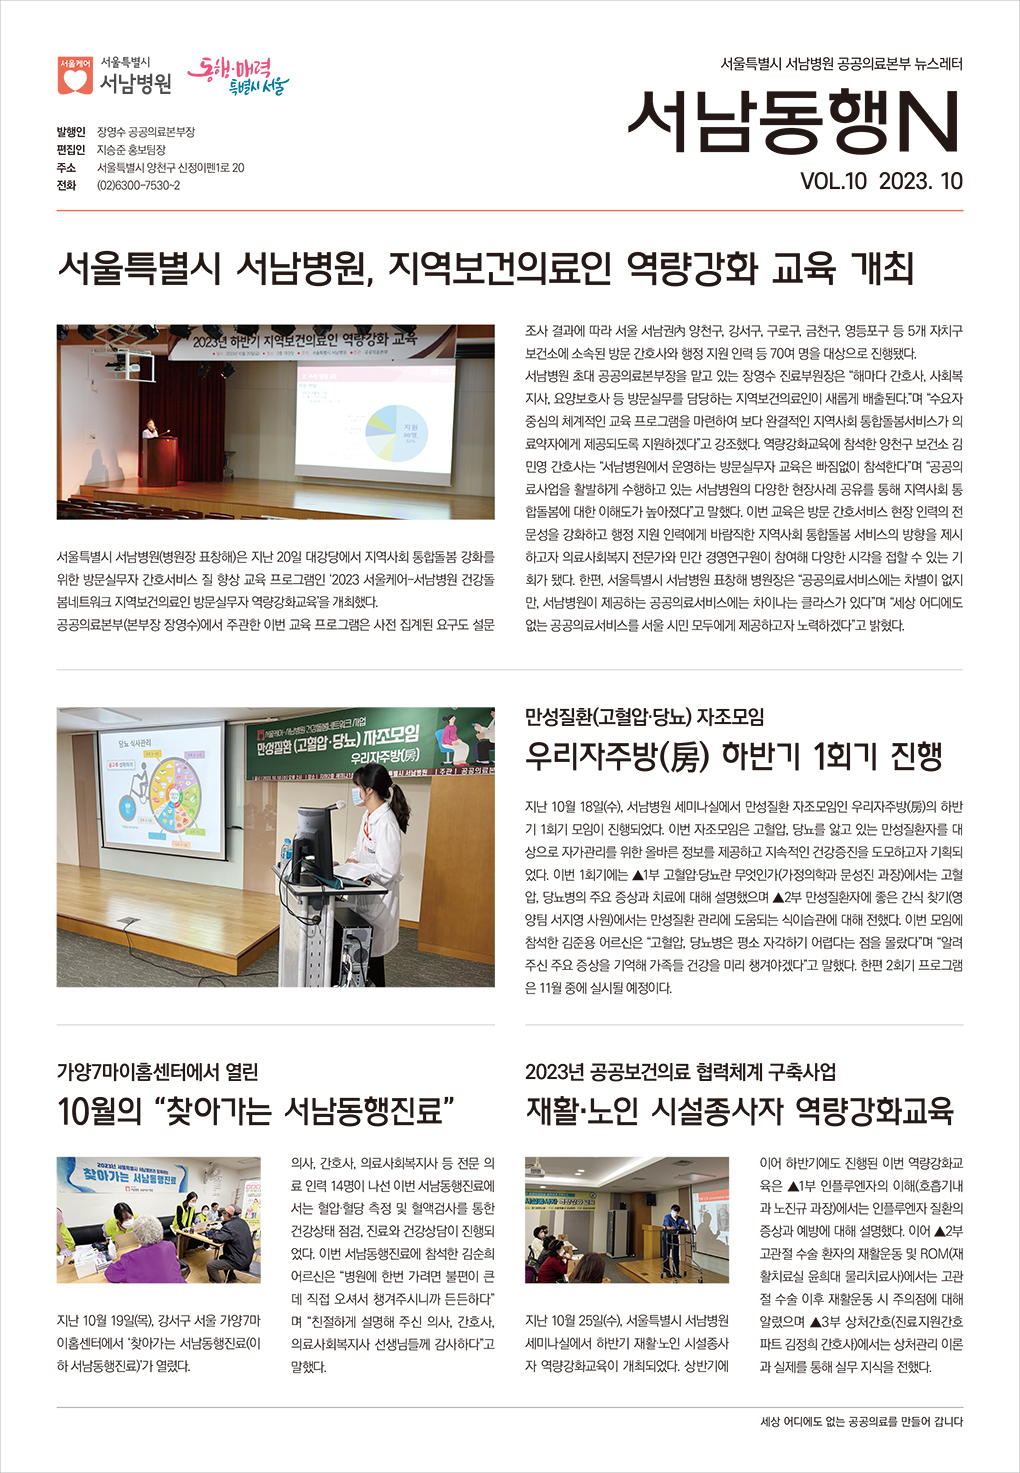 서울케어
서울특별시
서남병원
동행·매력
특별시 서울
발행인 장영수 공공의료본부장
편집인 지승준 홍보팀장
주소 서울특별시 양천구 신정이펜1로 20
전화 (02)6300-7530~2
서울특별시 서남병원 공공의료본부 뉴스레터
서남동행N
VOL.10 2023. 10
서울특별시 서남병원, 지역보건의료인 역량강화 교육 개최
2023년 하반기 지역보건의료인 역량강화 교육
지원
서울특별시 서남병원(병원장 표창해)은 지난 20일 대강당에서 지역사회 통합돌봄 강화를
위한 방문실무자 간호서비스 질 향상 교육 프로그램인 ‘2023 서울케어-서남병원 건강돌
봄네트워크 지역보건의료인 방문실무자 역량강화교육’을 개최했다.
공공의료본부(본부장 장영수)에서 주관한 이번 교육 프로그램은 사전 집계된 요구도 설문
조사 결과에 따라 서울 서남권內 양천구, 강서구, 구로구, 금천구, 영등포구 등 5개 자치구
보건소에 소속된 방문 간호사와 행정 지원 인력 등 70여 명을 대상으로 진행됐다.
서남병원 초대 공공의료본부장을 맡고 있는 장영수 진료부원장은 “해마다 간호사, 사회복
지사, 요양보호사 등 방문실무를 담당하는 지역보건의료인이 새롭게 배출된다.”며 “수요자
중심의 체계적인 교육 프로그램을 마련하여 보다 완결적인 지역사회 통합돌봄서비스가 의
료약자에게 제공되도록 지원하겠다”고 강조했다. 역량강화교육에 참석한 양천구 보건소 김
민영 간호사는 “서남병원에서 운영하는 방문실무자 교육은 빠짐없이 참석한다”며 “공공의
료사업을 활발하게 수행하고 있는 서남병원의 다양한 현장사례 공유를 통해 지역사회 통
합돌봄에 대한 이해도가 높아졌다”고 말했다. 이번 교육은 방문 간호서비스 현장 인력의 전
문성을 강화하고 행정 지원 인력에게 바람직한 지역사회 통합돌봄 서비스의 방향을 제시
하고자 의료사회복지 전문가와 민간 경영연구원이 참여해 다양한 시각을 접할 수 있는 기
회가 됐다. 한편, 서울특별시 서남병원 표창해 병원장은 “공공의료서비스에는 차별이 없지
만, 서남병원이 제공하는 공공의료서비스에는 차이나는 클라스가 있다”며 “세상 어디에도
없는 공공의료서비스를 서울 시민 모두에게 제공하고자 노력하겠다”고 밝혔다.
당뇨 식사관리
서울케어-서남병원 건강돌봄네트워크 사업
만성질환(고혈압·당뇨) 자조모임
우리자주방(房)
만성질환(고혈압·당뇨) 자조모임
우리자주방(房) 하반기 1회기 진행
지난 10월 18일(수), 서남병원 세미나실에서 만성질환 자조모임인 우리자주방(房)의 하반
기 1회기 모임이 진행되었다. 이번 자조모임은 고혈압, 당뇨를 앓고 있는 만성질환자를 대
상으로 자가관리를 위한 올바른 정보를 제공하고 지속적인 건강증진을 도모하고자 기획되
었다. 이번 1회기에는 ▲1부 고혈압·당뇨란 무엇인가(가정의학과 문성진 과장)에서는 고혈
압, 당뇨병의 주요 증상과 치료에 대해 설명했으며 ▲2부 만성질환자에 좋은 간식 찾기(영
양팀 서지영 사원)에서는 만성질환 관리에 도움되는 식이습관에 대해 전했다. 이번 모임에
참석한 김준용 어르신은 “고혈압, 당뇨병은 평소 자각하기 어렵다는 점을 몰랐다”며 “알려
주신 주요 증상을 기억해 가족들 건강을 미리 챙겨야겠다”고 말했다. 한편 2회기 프로그램
은 11월 중에 실시될 예정이다.
가양7마이홈센터에서 열린
10월의 “찾아가는 서남동행진료”
찾아가는 서남동행진료
지난 10월 19일(목), 강서구 서울 가양7마
이홈센터에서 ‘찾아가는 서남동행진료(이
하 서남동행진료)’가 열렸다.
의사, 간호사, 의료사회복지사 등 전문 의
료 인력 14명이 나선 이번 서남동행진료에
서는 혈압·혈당 측정 및 혈액검사를 통한
건강상태 점검, 진료와 건강상담이 진행되
었다. 이번 서남동행진료에 참석한 김순희
어르신은 “병원에 한번 가려면 불편이 큰
데 직접 오셔서 챙겨주시니까 든든하다”
며 “친절하게 설명해 주신 의사, 간호사,
의료사회복지사 선생님들께 감사하다”고
말했다.
2023년 공공보건의료 협력체계 구축사업
재활·노인 시설종사자 역량강화교육
지난 10월 25일(수), 서울특별시 서남병원
세미나실에서 하반기 재활·노인 시설종사
자 역량강화교육이 개최되었다. 상반기에
이어 하반기에도 진행된 이번 역량강화교
육은 ▲1부 인플루엔자의 이해(호흡기내
과 노진규 과장)에서는 인플루엔자 질환의
증상과 예방에 대해 설명했다. 이어 ▲2부
고관절 수술 환자의 재활운동 및 ROM(재
활치료실 윤희대 물리치료사)에서는 고관
절 수술 이후 재활운동 시 주의점에 대해
알렸으며 ▲3부 상처간호(진료지원간호
파트 김정희 간호사)에서는 상처관리 이론
과 실제를 통해 실무 지식을 전했다.
세상 어디에도 없는 공공의료를 만들어 갑니다